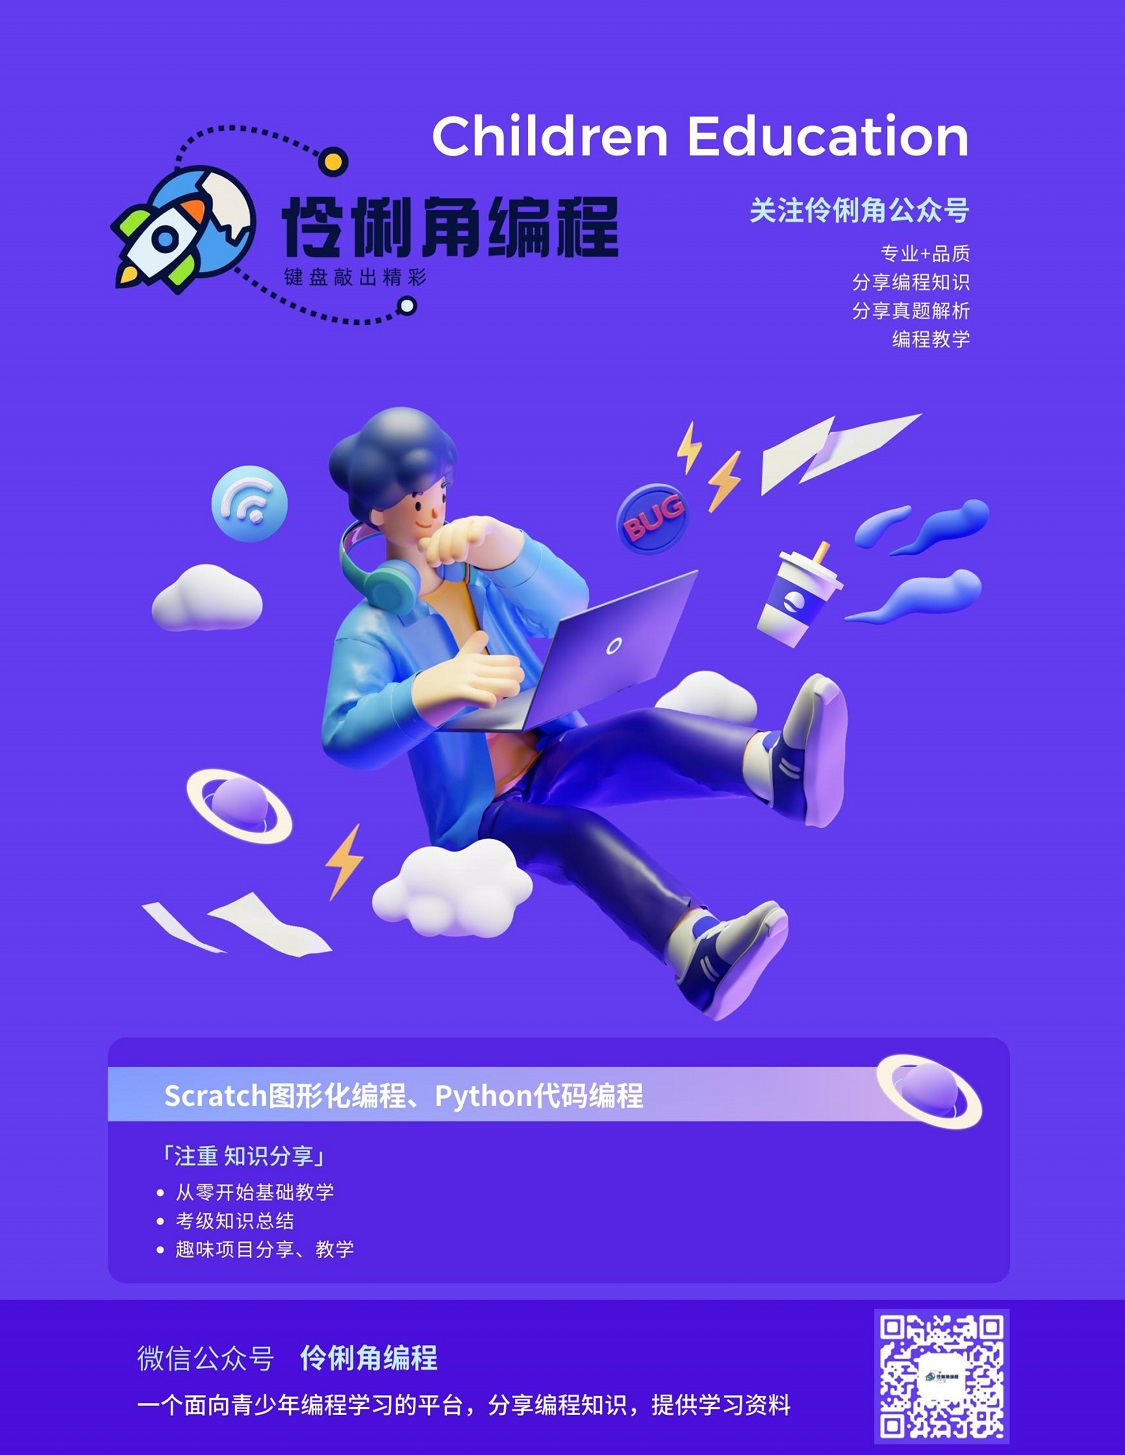 Children Education
伶俐角编程
键盘敲出精彩
关注伶俐角公众号
专业+品质
分享编程知识
分享真题解析
编程教学
BUG
Scratch图形化编程、Python代码编程
「注重 知识分享」
从零开始基础教学
考级知识总结
趣味项目分享、教学
微信公众号 伶俐角编程
一个面向青少年编程学习的平台，分享编程知识，提供学习资料
伶俐角编程